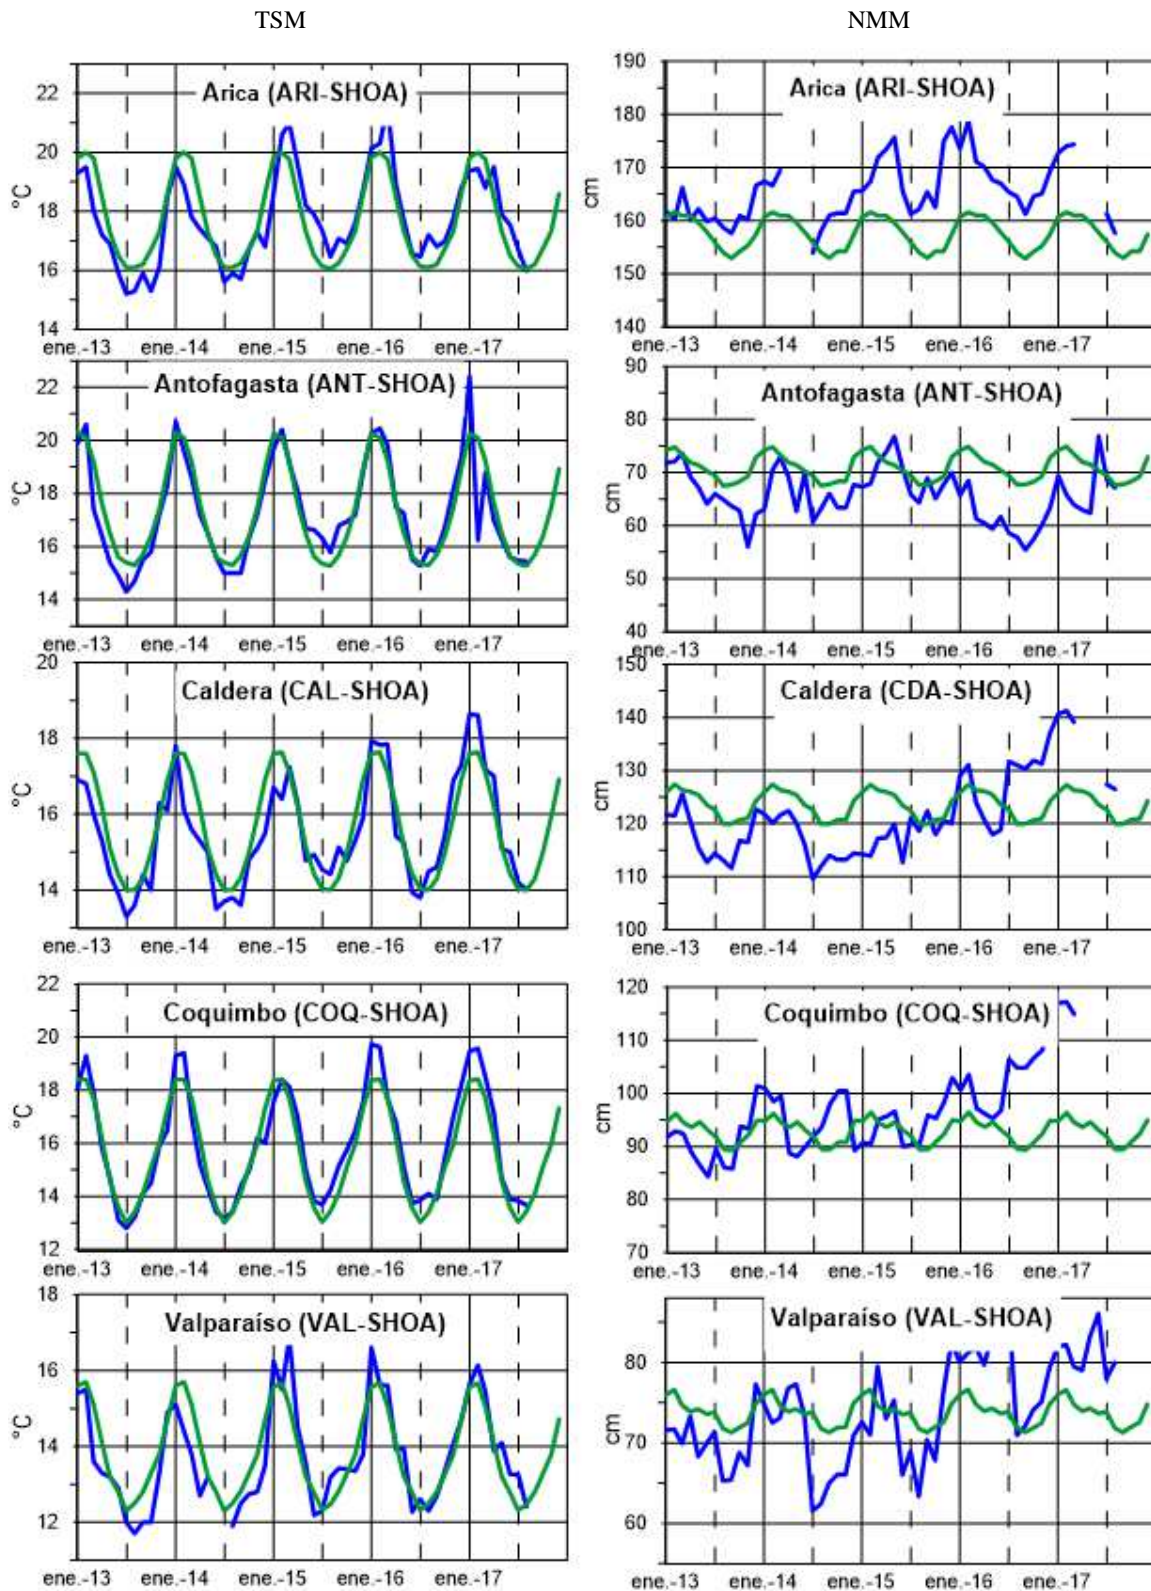 TSM
NMM
Arica (ARI-SHOA)
22
20
18
16
14
°C
ene.-13 ene.-14 ene.-15 ene.-16 ene.-17
Arica (ARI-SHOA)
190
180
170
160
150
140
cm
ene.-13 ene.-14 ene.-15 ene.-16 ene.-17
Antofagasta (ANT-SHOA)
22
20
18
16
14
°C
ene.-13 ene.-14 ene.-15 ene.-16 ene.-17
Antofagasta (ANT-SHOA)
90
80
70
60
50
40
cm
ene.-13 ene.-14 ene.-15 ene.-16 ene.-17
Caldera (CAL-SHOA)
20
18
16
14
°C
ene.-13 ene.-14 ene.-15 ene.-16 ene.-17
Caldera (CDA-SHOA)
150
140
130
120
110
100
cm
ene.-13 ene.-14 ene.-15 ene.-16 ene.-17
Coquimbo (COQ-SHOA)
22
20
18
16
14
12
°C
ene.-13 ene.-14 ene.-15 ene.-16 ene.-17
Coquimbo (COQ-SHOA)
120
110
100
90
80
70
cm
ene.-13 ene.-14 ene.-15 ene.-16 ene.-17
Valparaíso (VAL-SHOA)
18
16
14
12
°C
ene.-13 ene.-14 ene.-15 ene.-16 ene.-17
Valparaíso (VAL-SHOA)
80
70
60
cm
ene.-13 ene.-14 ene.-15 ene.-16 ene.-17